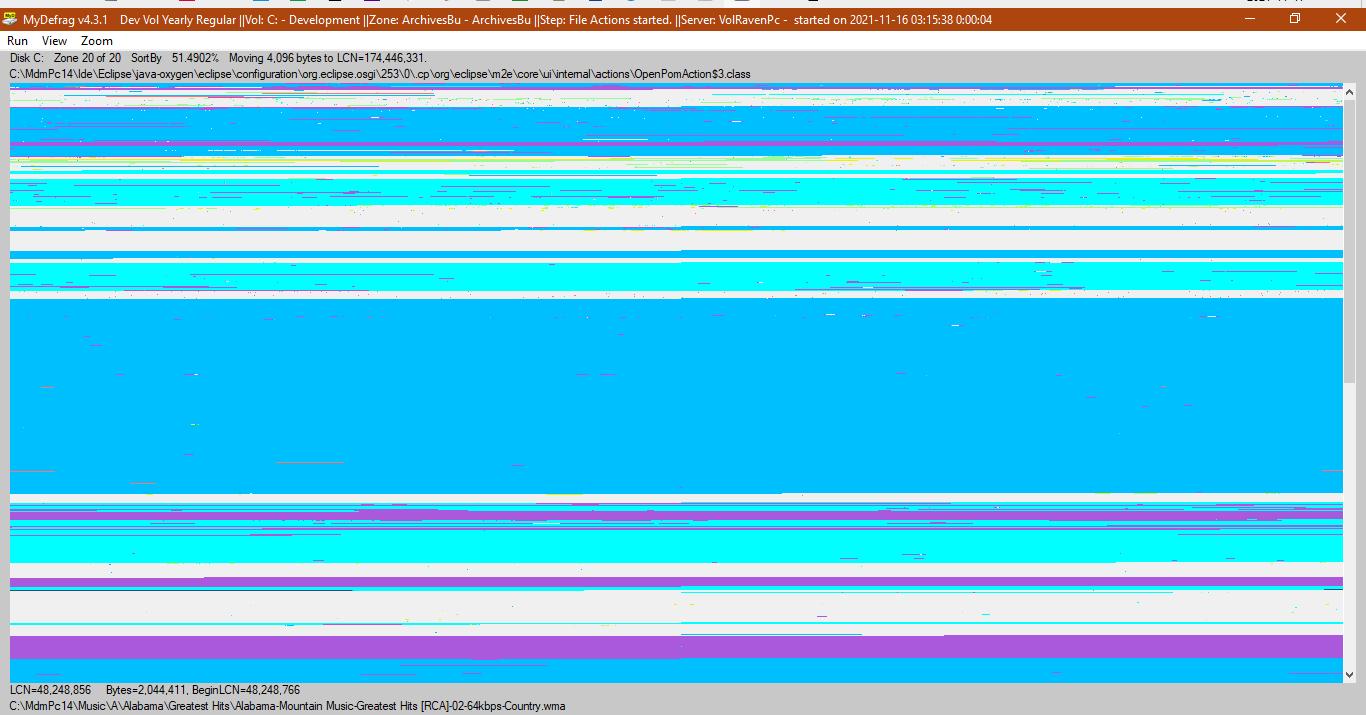 MyDefrag v4.3.1 Dev Vol Yearly Regular ||Vol: C: - Development ||Zone: ArchivesBu - ArchivesBu ||Step: File Actions started. ||Server: VolRavenPc - started on 2021-11-16 03:15:38 0:00:04
Run View Zoom
Disk C: Zone 20 of 20 SortBy 51.4902% Moving 4,096 bytes to LCN=174,446,331.
C:\MdmPc14\Ide\Eclipse\java-oxygen\eclipse\configuration\org.eclipse.osgi\253\0\.cp\org\eclipse\m2e\core\ui\internal\actions\OpenPomAction$3.class
LCN=48,248,856 Bytes=2,044,411, BeginLCN=48,248,766
C:\MdmPc14\Music\A\Alabama\Greatest Hits\Alabama-Mountain Music-Greatest Hits [RCA]-02-64kbps-Country.wma